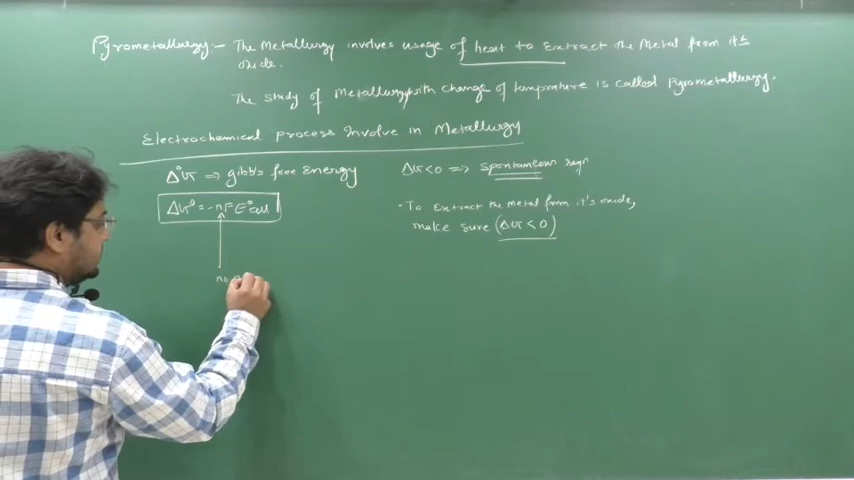 Pyrometallurgy:- The Metallurgy involves usage of heat to Extract the Metal from it's
oxide.
The study of Metallurgy with change of temprature is called Pyrometallurgy.
Electrochemical process Involve in Metallurgy
ΔG° ⇒ gibb's free Energy
ΔG° = -nFE°cell
no.
ΔG<0 ⇒ spontaneous rxn
• To Extract the Metal from it's oxide,
make sure (ΔG<0)